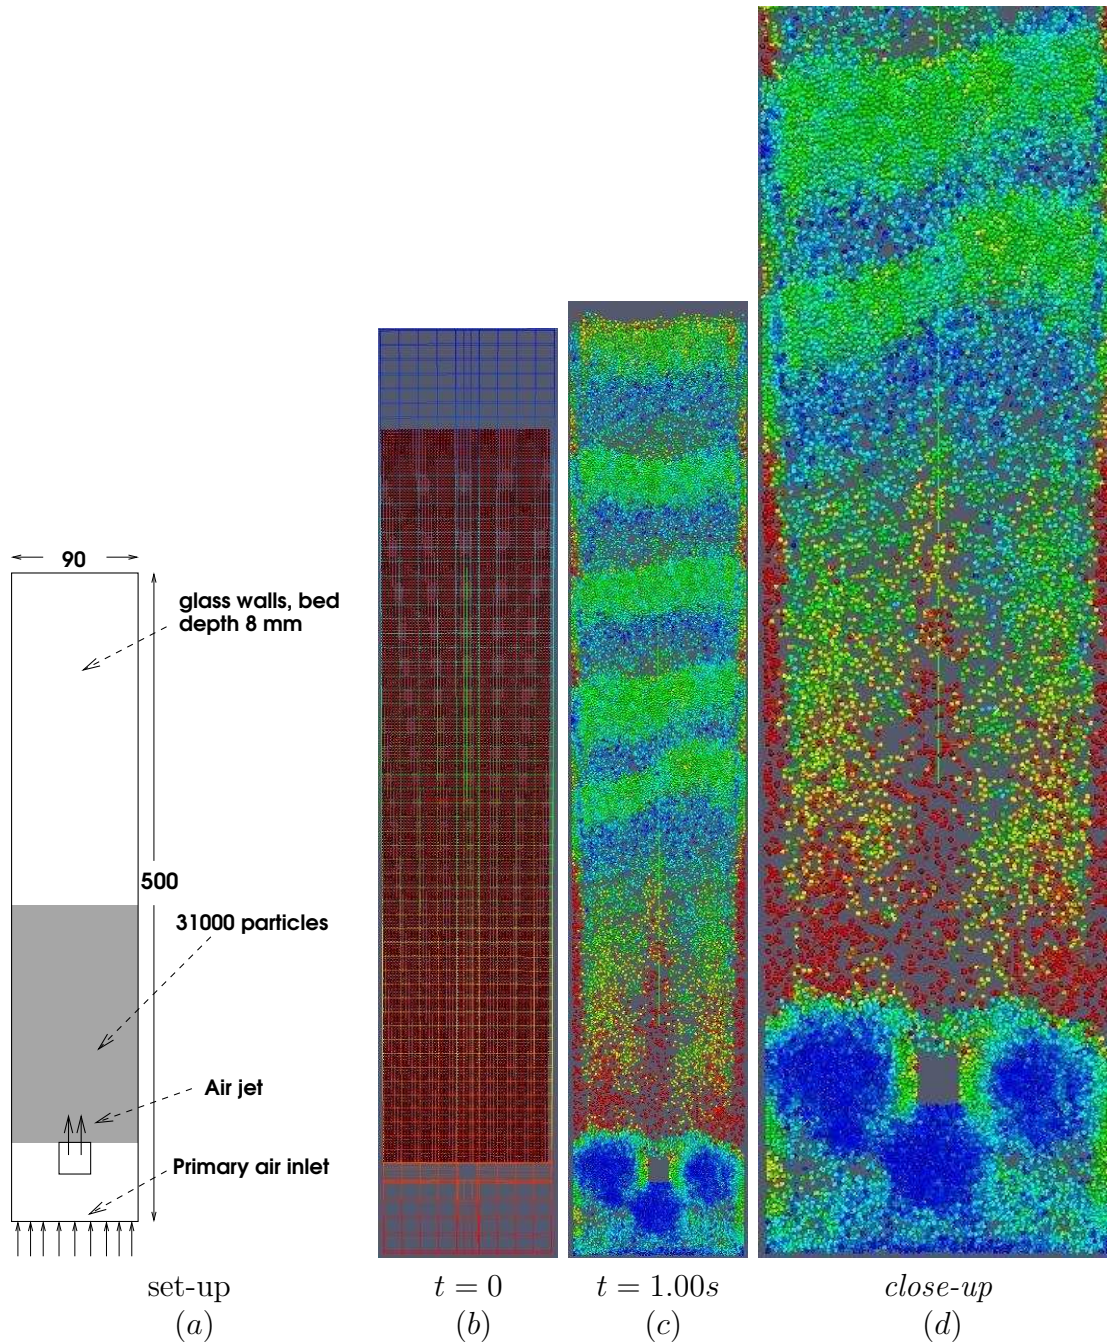 90
glass walls, bed
depth 8 mm
500
31000 particles
Air jet
Primary air inlet
set-up
(a)
t = 0
(b)
t = 1.00s
(c)
close-up
(d)